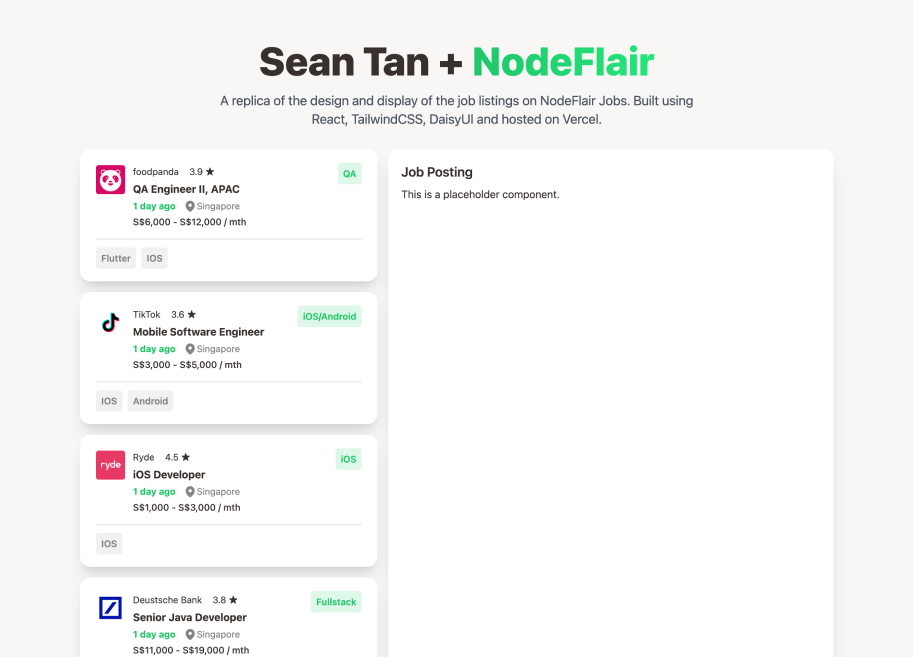 Sean Tan + NodeFlair
A replica of the design and display of the job listings on NodeFlair Jobs. Built using
React, TailwindCSS, DaisyUI and hosted on Vercel.
foodpanda 3.9 ★
QA
QA Engineer II, APAC
1 day ago Singapore
S$6,000 - S$12,000 / mth
Flutter IOS
TikTok 3.6 ★
iOS/Android
Mobile Software Engineer
1 day ago Singapore
S$3,000 - S$5,000 / mth
IOS Android
ryde
Ryde 4.5 ★
iOS
iOS Developer
1 day ago Singapore
S$1,000 - S$3,000 / mth
IOS
Deustsche Bank 3.8 ★
Fullstack
Senior Java Developer
1 day ago Singapore
S$11,000 - S$19,000 / mth
Job Posting
This is a placeholder component.